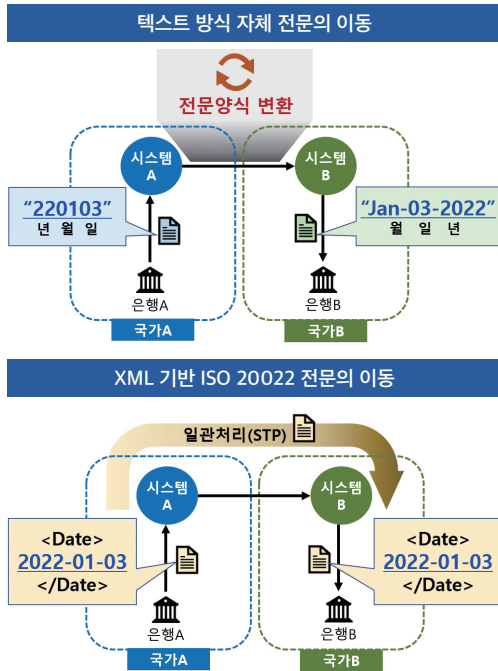 텍스트 방식 자체 전문의 이동
전문양식 변환
시스템
A
시스템
B
“220103”
년 월 일
“Jan-03-2022”
월 일 년
은행A
은행B
국가A
국가B
XML 기반 ISO 20022 전문의 이동
일관처리(STP)
시스템
A
시스템
B
<Date>
2022-01-03
</Date>
<Date>
2022-01-03
</Date>
은행A
은행B
국가A
국가B